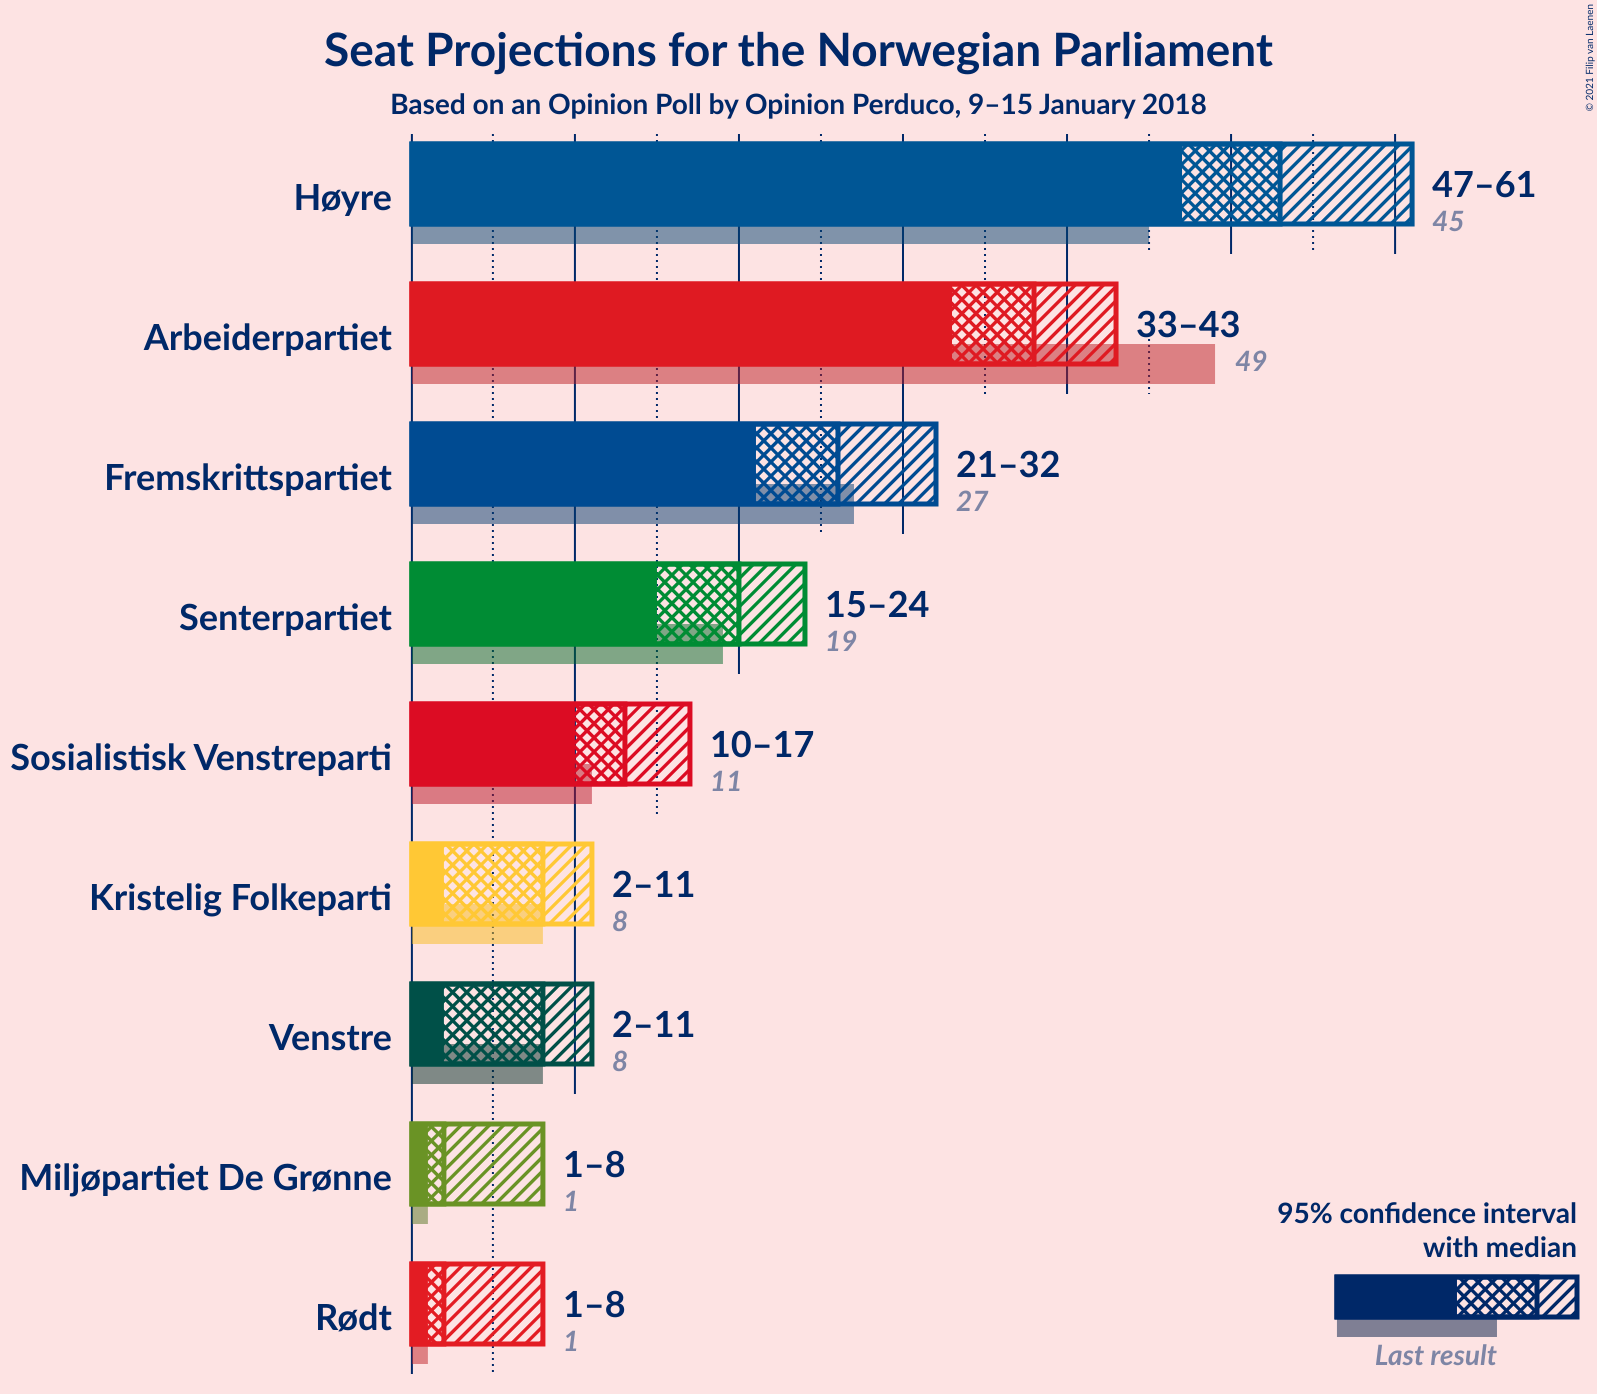 Seat Projections for the Norwegian Parliament
Based on an Opinion Poll by Opinion Perduco, 9–15 January 2018
© 2021 Filip van Laenen
Høyre
47–61
45
Arbeiderpartiet
33–43
49
Fremskrittspartiet
21–32
27
Senterpartiet
15–24
19
Sosialistisk Venstreparti
10–17
11
Kristelig Folkeparti
2–11
8
Venstre
2–11
8
Miljøpartiet De Grønne
1–8
1
Rødt
1–8
1
95% confidence interval
with median
Last result